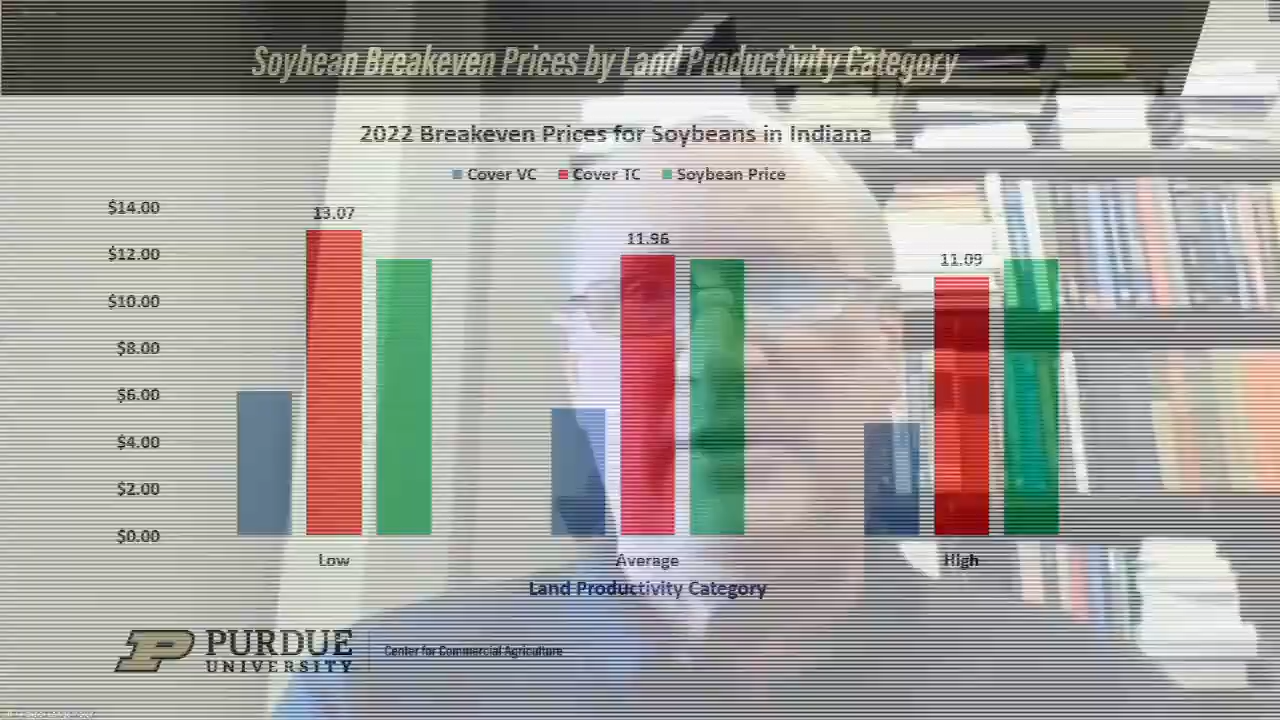 Soybean Breakeven Prices by Land Productivity Category
2022 Breakeven Prices for Soybeans in Indiana
Cover VC Cover TC Soybean Price
$14.00
$12.00
$10.00
$8.00
$6.00
$4.00
$2.00
$0.00
13.07
11.96
11.09
Low Average High
Land Productivity Category
PURDUE
UNIVERSITY
Center for Commercial Agriculture